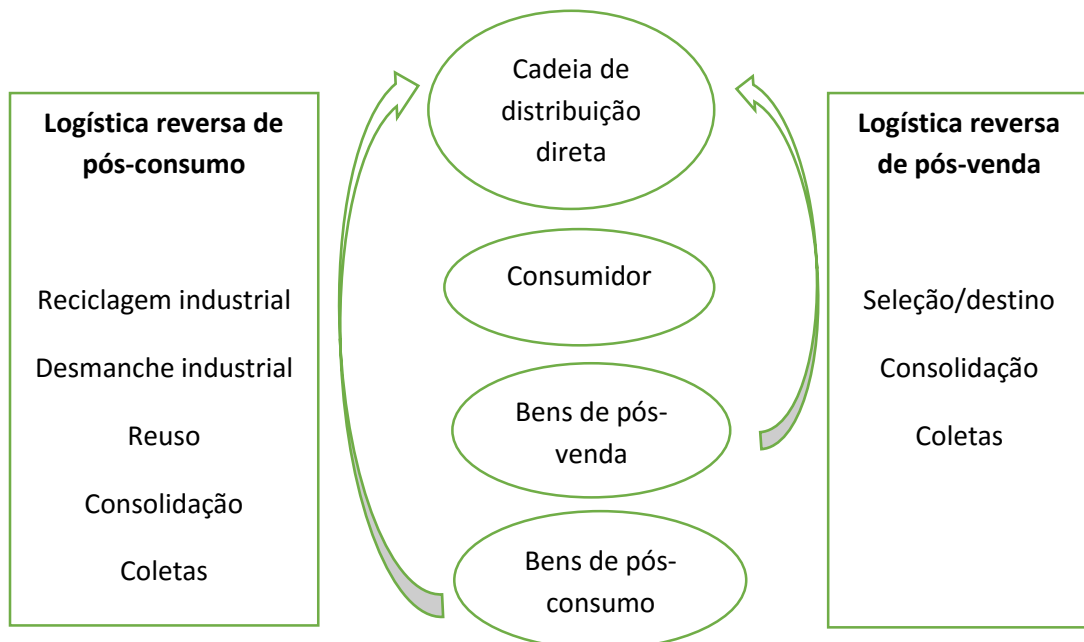 Logística reversa de
pós-consumo
Reciclagem industrial
Desmanche industrial
Reuso
Consolidação
Coletas
Cadeia de
distribuição
direta
Consumidor
Bens de pós-
venda
Bens de pós-
consumo
Logística reversa
de pós-venda
Seleção/destino
Consolidação
Coletas